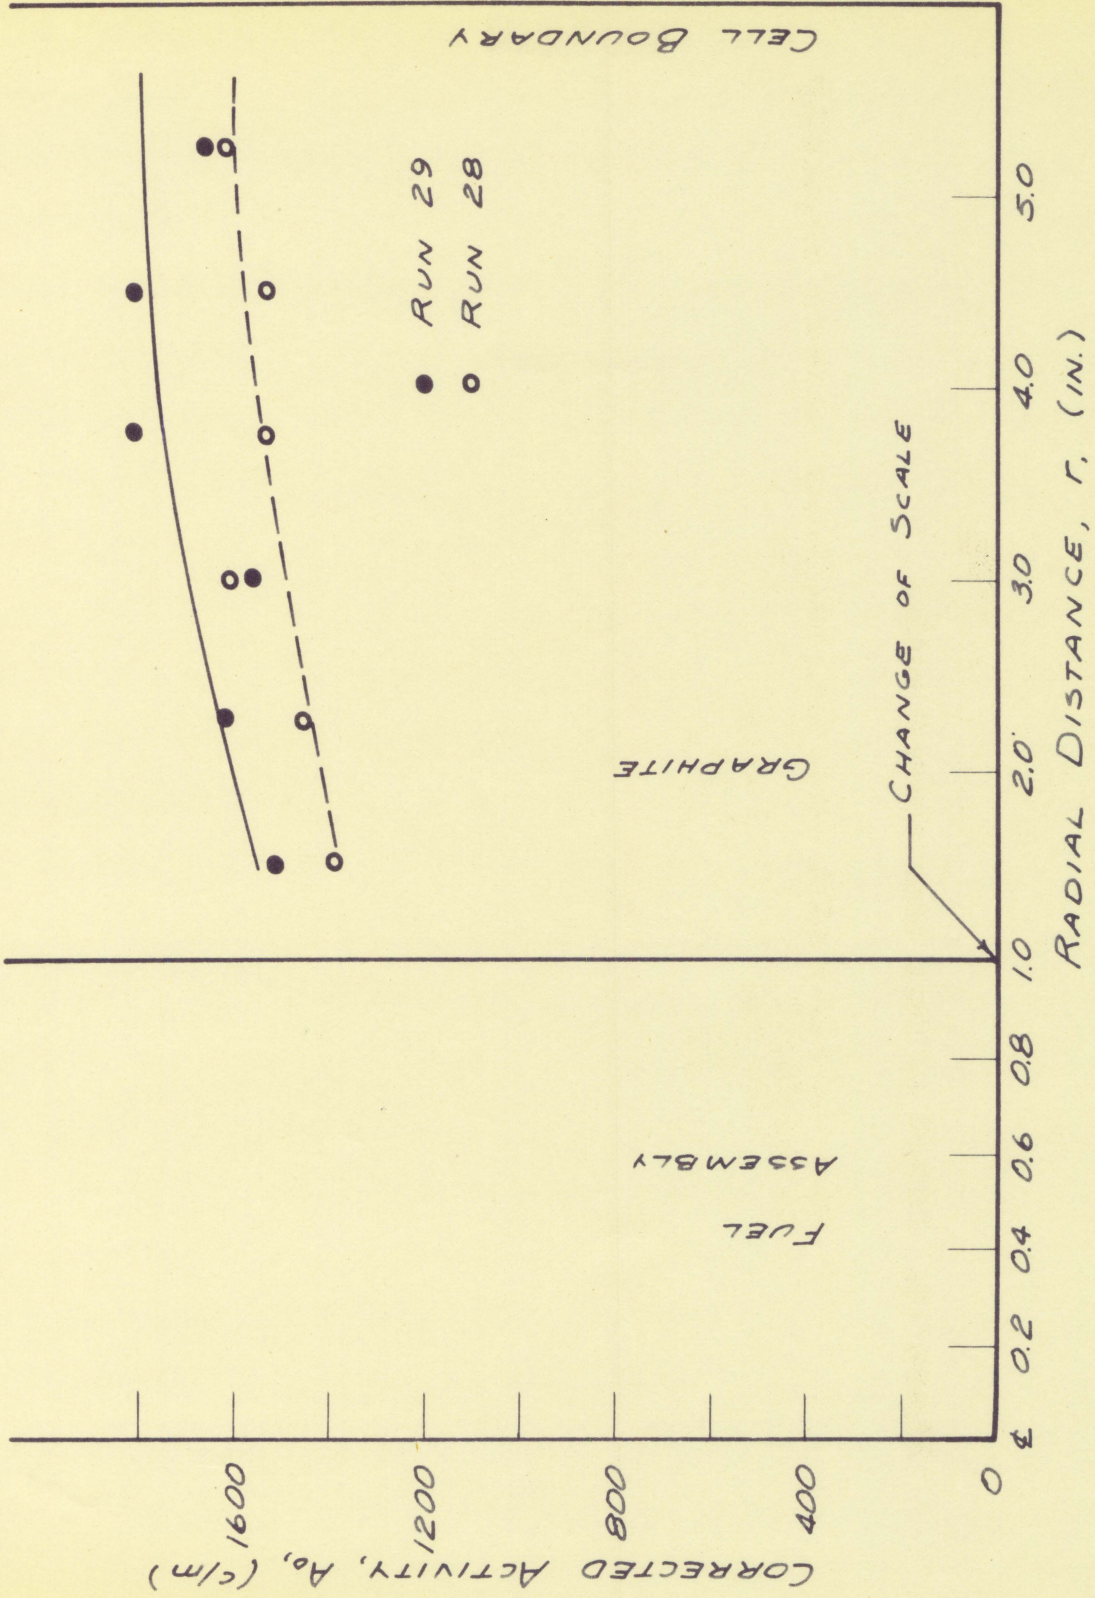 CELL BOUNDARY
● RUN 29
○ RUN 28
GRAPHITE
CHANGE OF SCALE
FUEL
ASSEMBLY
CORRECTED ACTIVITY, A₀, (c/m)
1600
1200
800
400
0
℄ 0.2 0.4 0.6 0.8 1.0 2.0 3.0 4.0 5.0
RADIAL DISTANCE, r, (IN.)